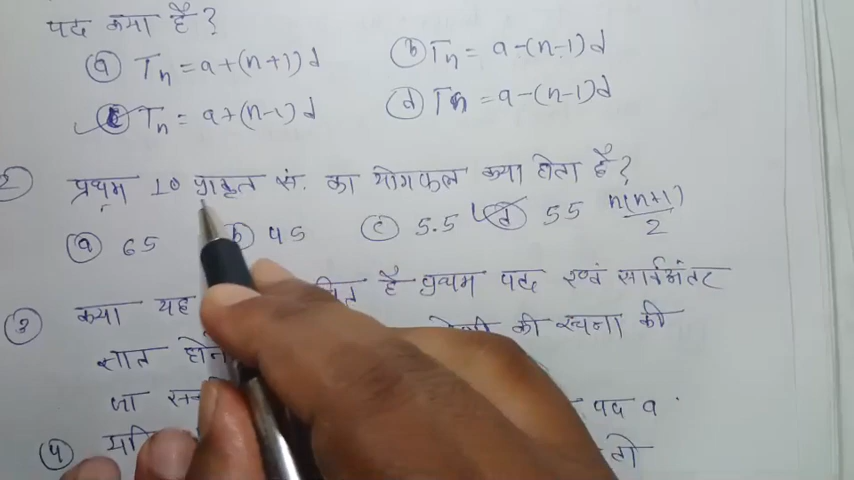 पद क्या है?
ⓐ Tn = a+(n+1)d ⓑ Tn = a-(n-1)d
ⓒ Tn = a+(n-1)d ⓓ Tn = a-(n-1)d
② प्रथम 10 प्राकृत सं. का योगफल क्या होता है?
ⓐ 65 ⓑ 45 ⓒ 5.5 ⓓ 55 n(n+1)/2
③ क्या यह है प्रथम पद एवं सार्वअंतर
ज्ञात की रचना की
जा पद a
④ यदि तो